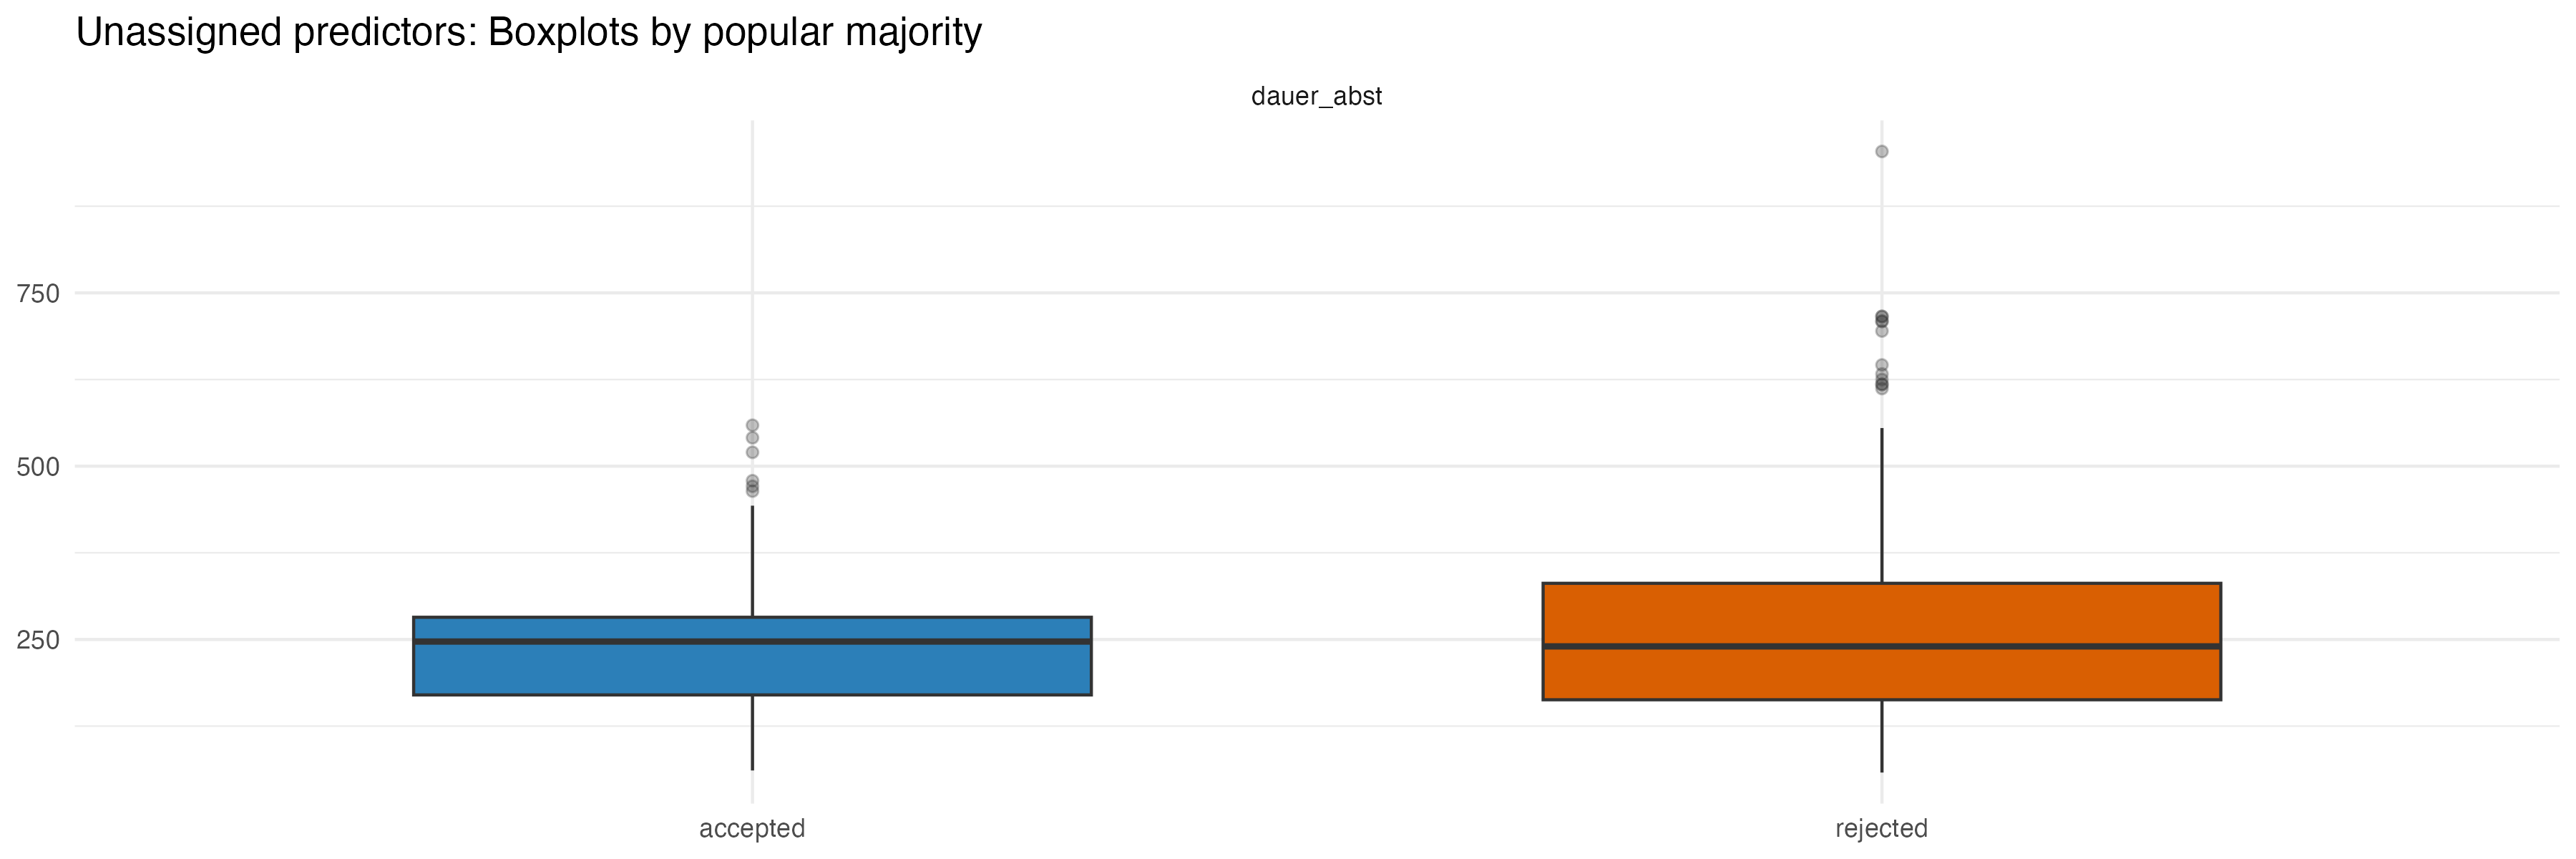 Unassigned predictors: Boxplots by popular majority
dauer_abst
750
500
250
accepted
rejected